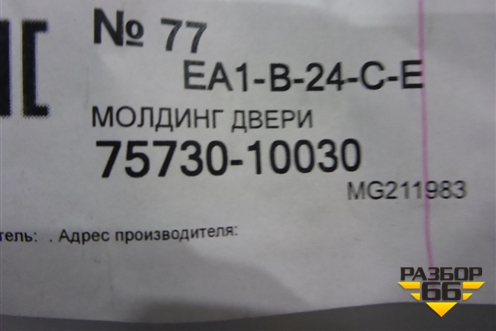 № 77
EA1-B-24-C-E
МОЛДИНГ ДВЕРИ
75730-10030
MG211983
тель: . Адрес производителя:
РАЗБОР
66